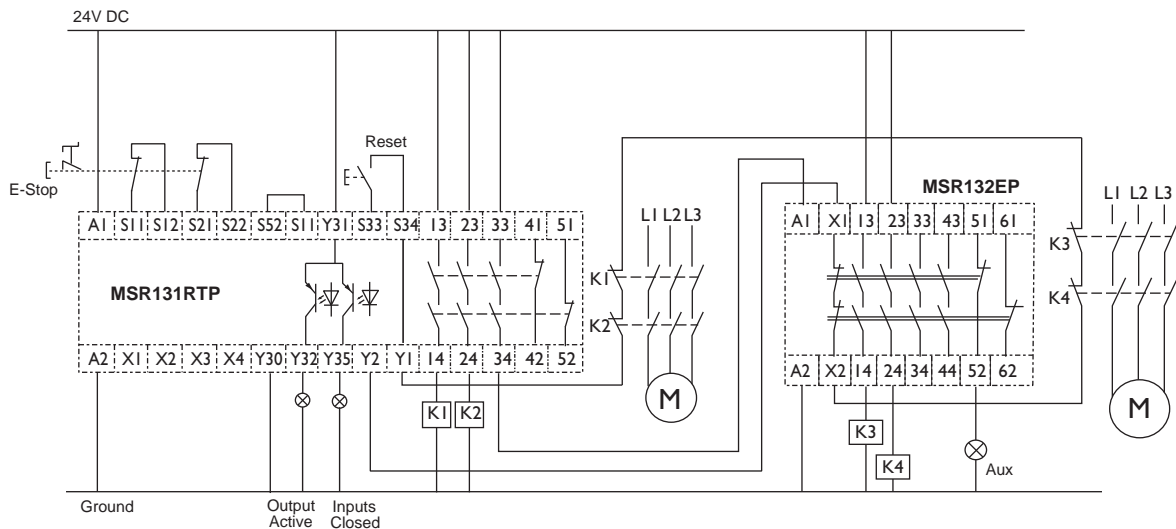 24V DC
Reset
E-Stop
MSR132EP
A1 S11 S12 S21 S22 S52 S11 Y31 S33 S34 13 23 33 41 51
L1 L2 L3
A1 X1 13 23 33 43 51 61
L1 L2 L3
MSR131RTP
K1
K2
K3
K4
A2 X1 X2 X3 X4 Y30 Y32 Y35 Y2 Y1 14 24 34 42 52
A2 X2 14 24 34 44 52 62
K1 K2
M
M
K3
K4
Aux
Ground
Output
Active
Inputs
Closed